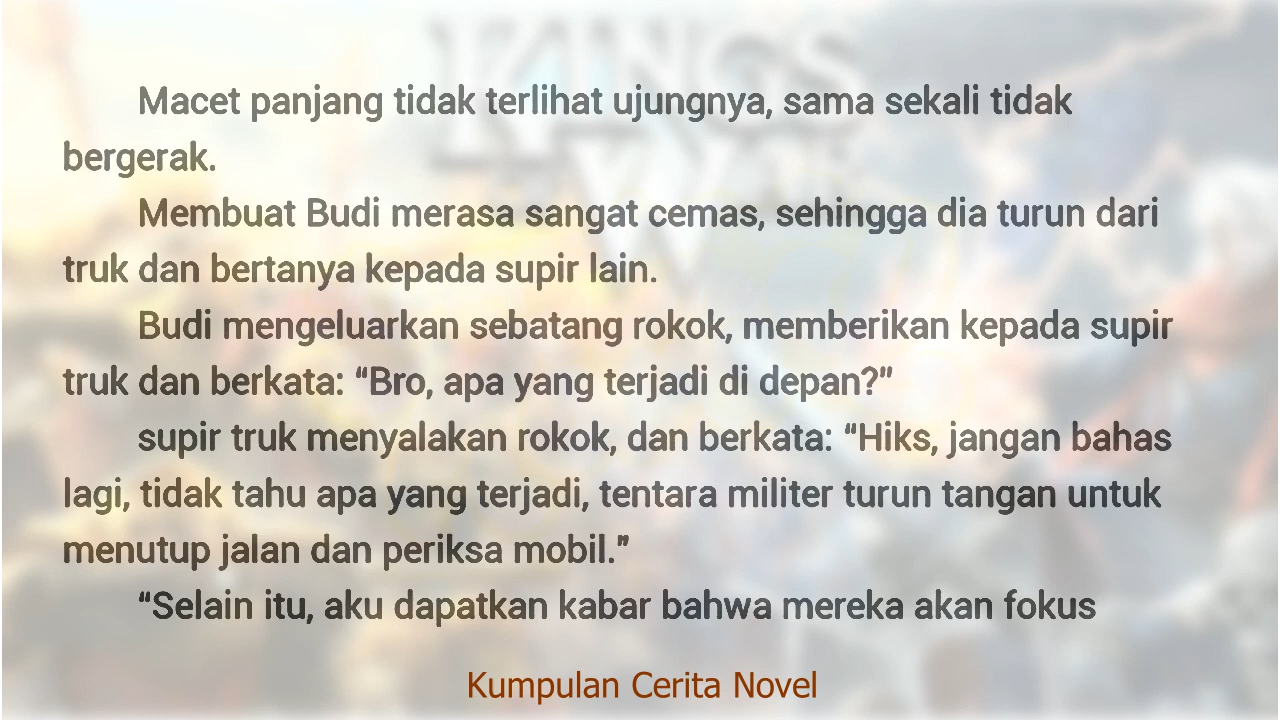 KINGS
W
Macet panjang tidak terlihat ujungnya, sama sekali tidak
bergerak.
Membuat Budi merasa sangat cemas, sehingga dia turun dari
truk dan bertanya kepada supir lain.
Budi mengeluarkan sebatang rokok, memberikan kepada supir
truk dan berkata: “Bro, apa yang terjadi di depan?”
supir truk menyalakan rokok, dan berkata: “Hiks, jangan bahas
lagi, tidak tahu apa yang terjadi, tentara militer turun tangan untuk
menutup jalan dan periksa mobil.”
“Selain itu, aku dapatkan kabar bahwa mereka akan fokus
Kumpulan Cerita Novel